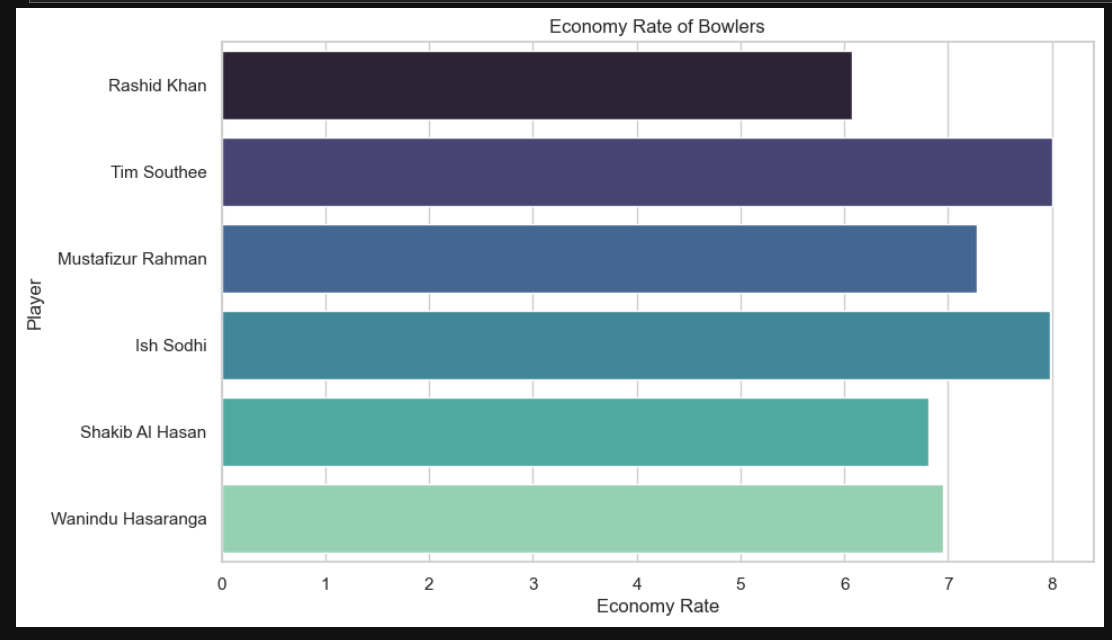 Economy Rate of Bowlers
Rashid Khan
Tim Southee
Mustafizur Rahman
Ish Sodhi
Shakib Al Hasan
Wanindu Hasaranga
Player
0 1 2 3 4 5 6 7 8
Economy Rate